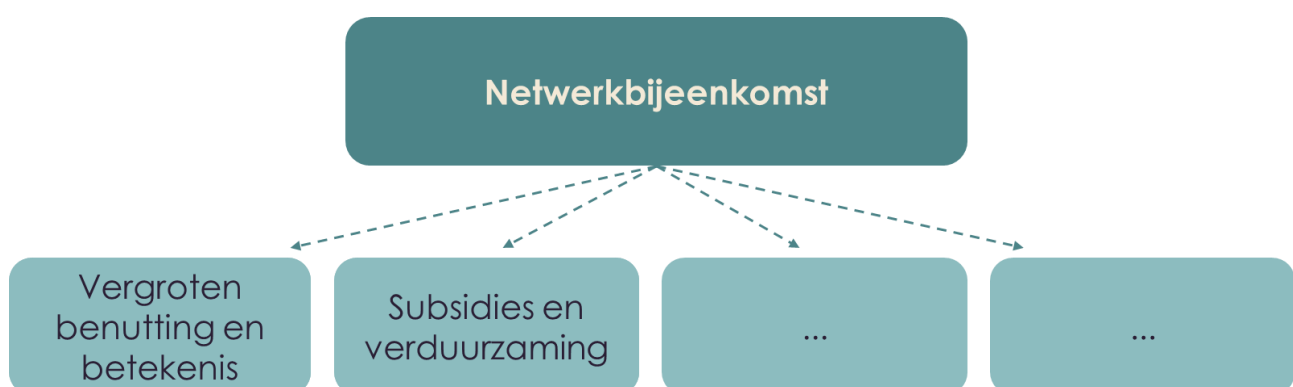 Netwerkbijeenkomst
Vergroten
benutting en
betekenis
Subsidies en
verduurzaming
...
...